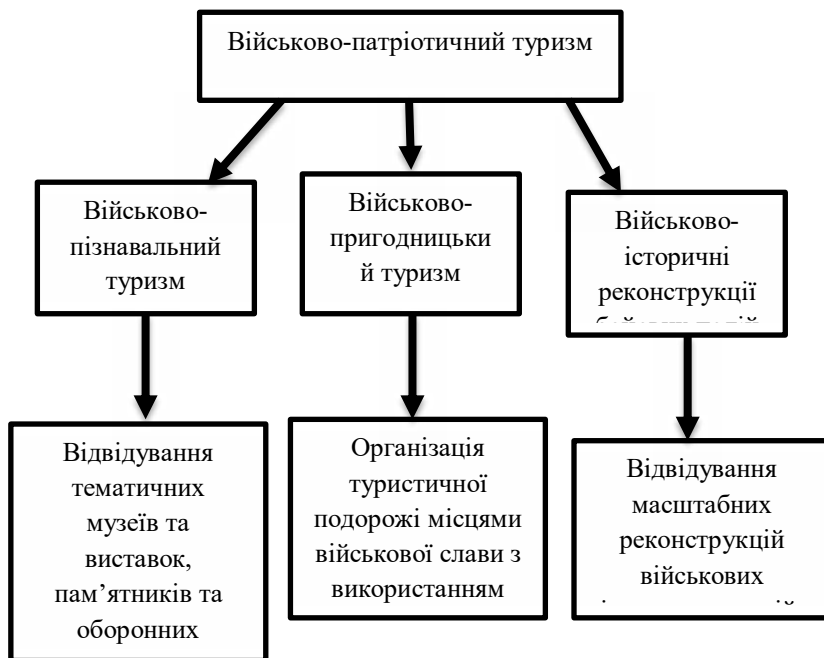 Військово-патріотичний туризм
Військово-
пізнавальний
туризм
Військово-
пригодницьки
й туризм
Військово-
історичні
реконструкції
Відвідування
тематичних
музеїв та
виставок,
пам’ятників та
оборонних
Організація
туристичної
подорожі місцями
військової слави з
використанням
Відвідування
масштабних
реконструкцій
військових